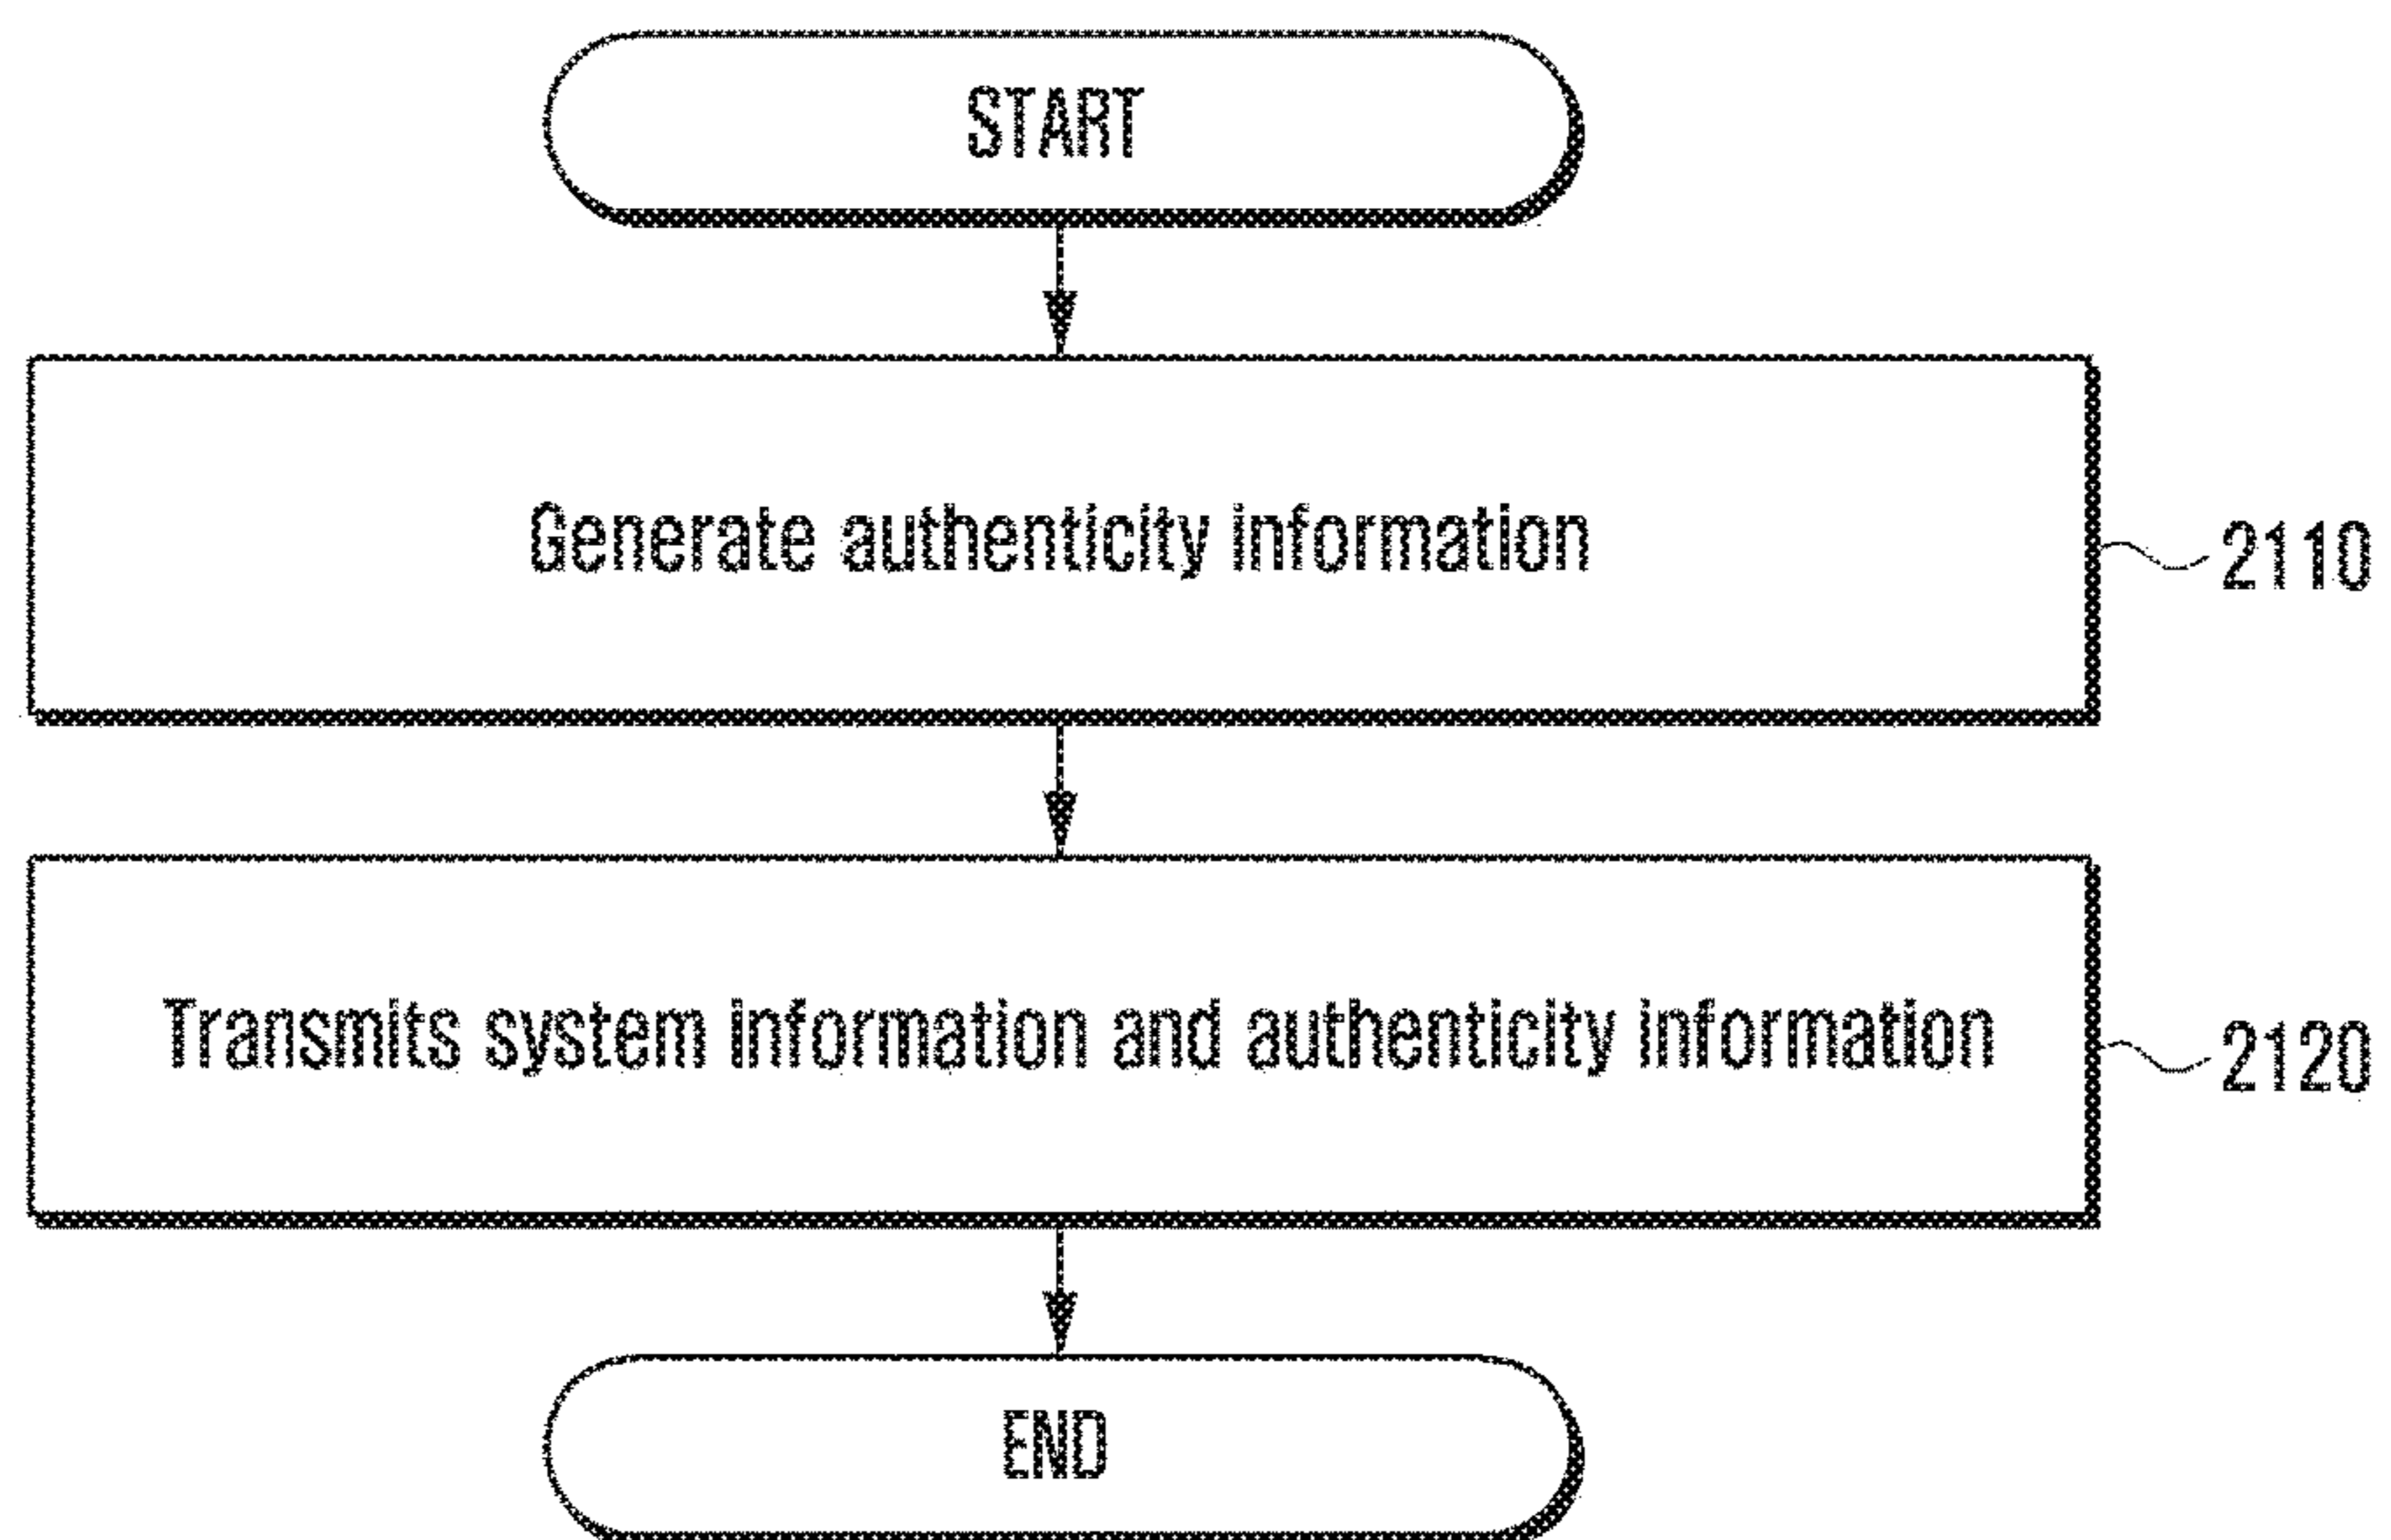 START
Generate authenticity information
2110
Transmits system information and authenticity information
2120
END